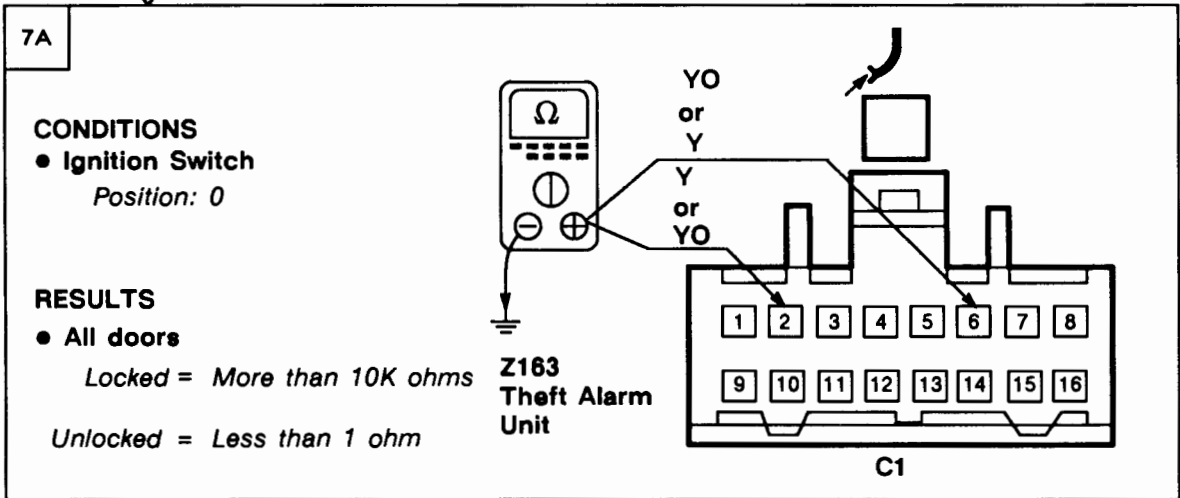 7A
CONDITIONS
● Ignition Switch
Position: 0
RESULTS
● All doors
Locked = More than 10K ohms
Unlocked = Less than 1 ohm
Ω
− +
YO
or
Y
Y
or
YO
Z163
Theft Alarm
Unit
1 2 3 4 5 6 7 8
9 10 11 12 13 14 15 16
C1